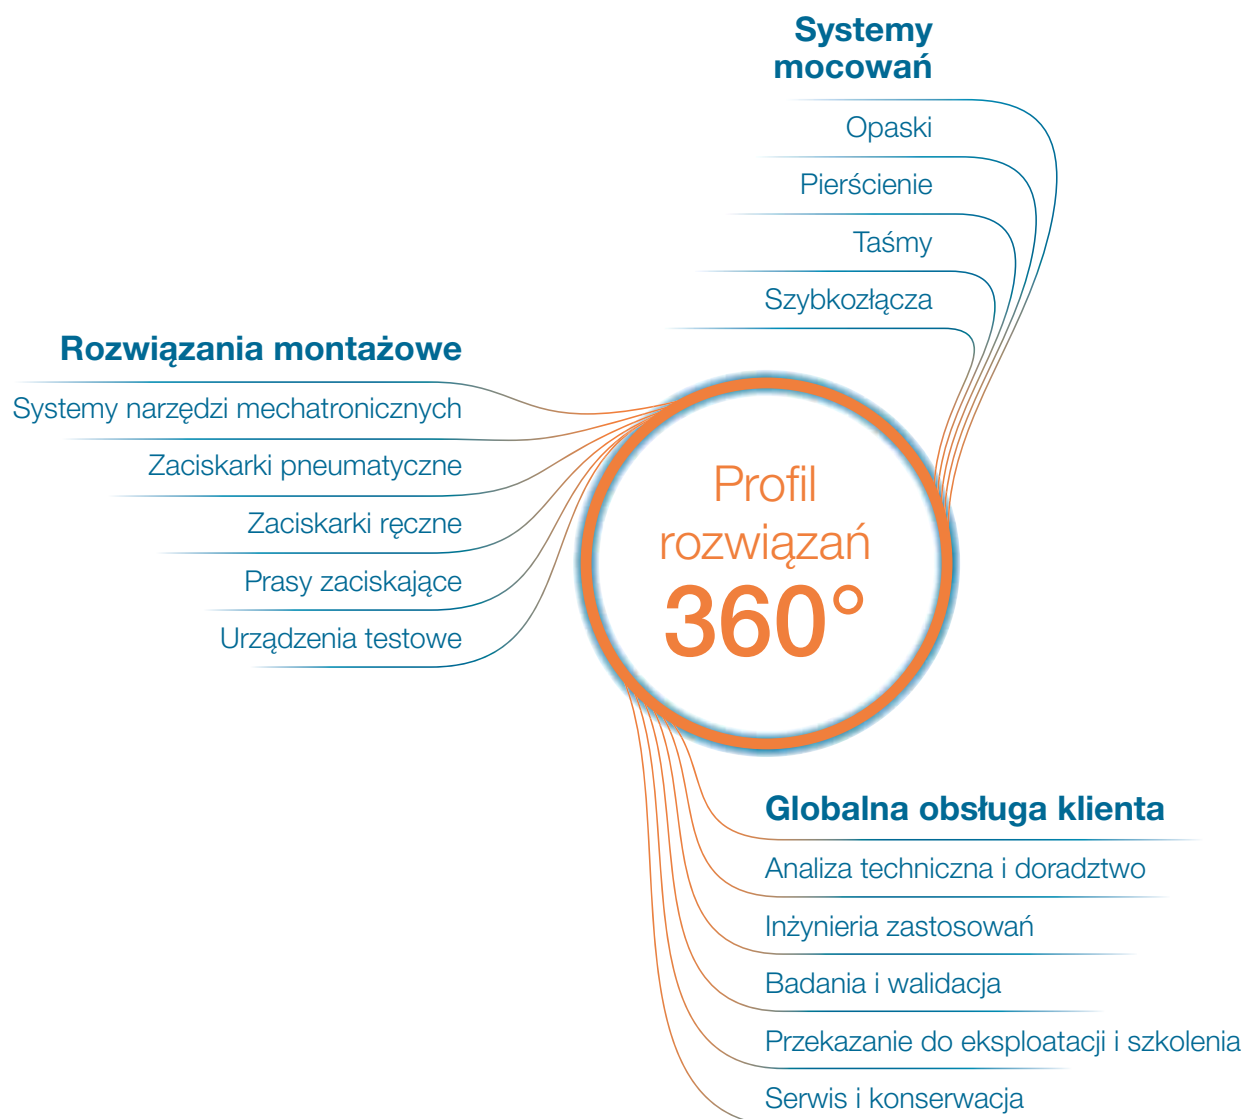 Systemy
mocowań
Opaski
Pierścienie
Taśmy
Szybkozłącza
Rozwiązania montażowe
Systemy narzędzi mechatronicznych
Zaciskarki pneumatyczne
Zaciskarki ręczne
Prasy zaciskające
Urządzenia testowe
Profil
rozwiązań
360°
Globalna obsługa klienta
Analiza techniczna i doradztwo
Inżynieria zastosowań
Badania i walidacja
Przekazanie do eksploatacji i szkolenia
Serwis i konserwacja